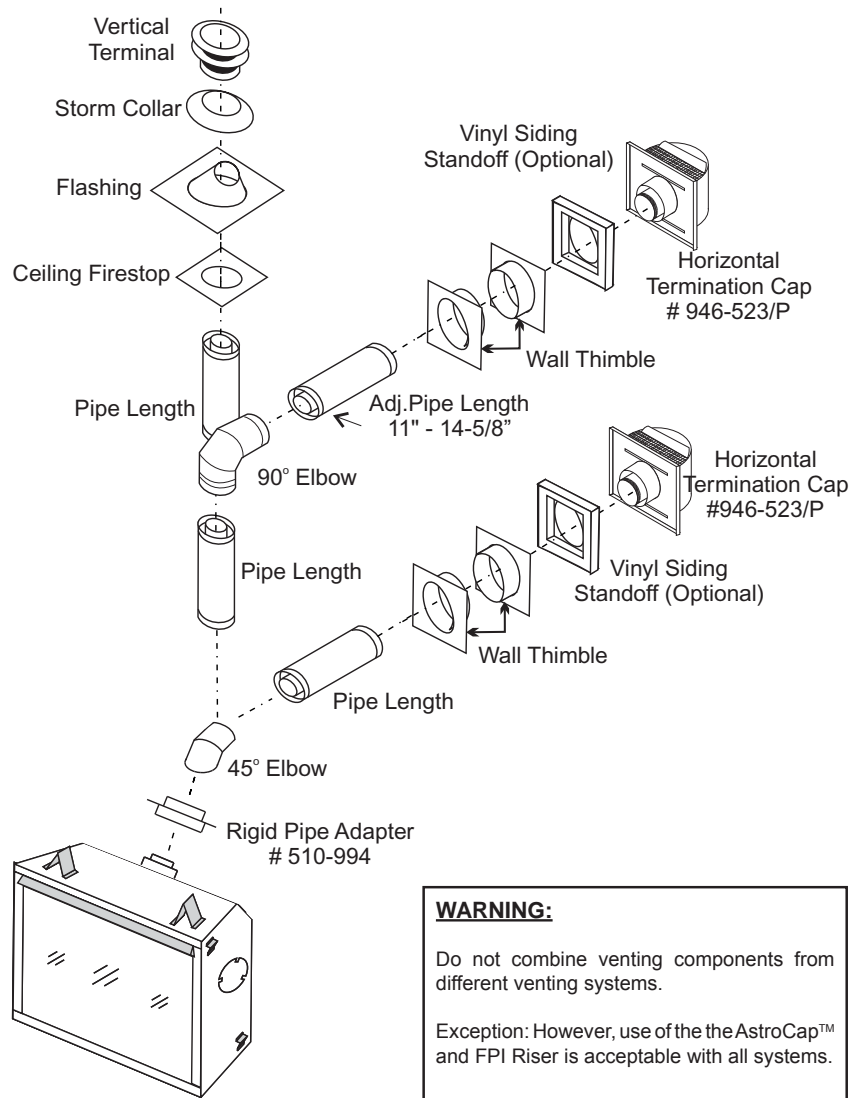 Vertical
Terminal
Storm Collar
Flashing
Ceiling Firestop
Pipe Length
90° Elbow
Adj.Pipe Length
11" - 14-5/8”
Vinyl Siding
Standoff (Optional)
Horizontal
Termination Cap
# 946-523/P
Wall Thimble
Pipe Length
Horizontal
Termination Cap
#946-523/P
Vinyl Siding
Standoff (Optional)
Wall Thimble
Pipe Length
45° Elbow
Rigid Pipe Adapter
# 510-994
WARNING:
Do not combine venting components from
different venting systems.
Exception: However, use of the the AstroCap™
and FPI Riser is acceptable with all systems.